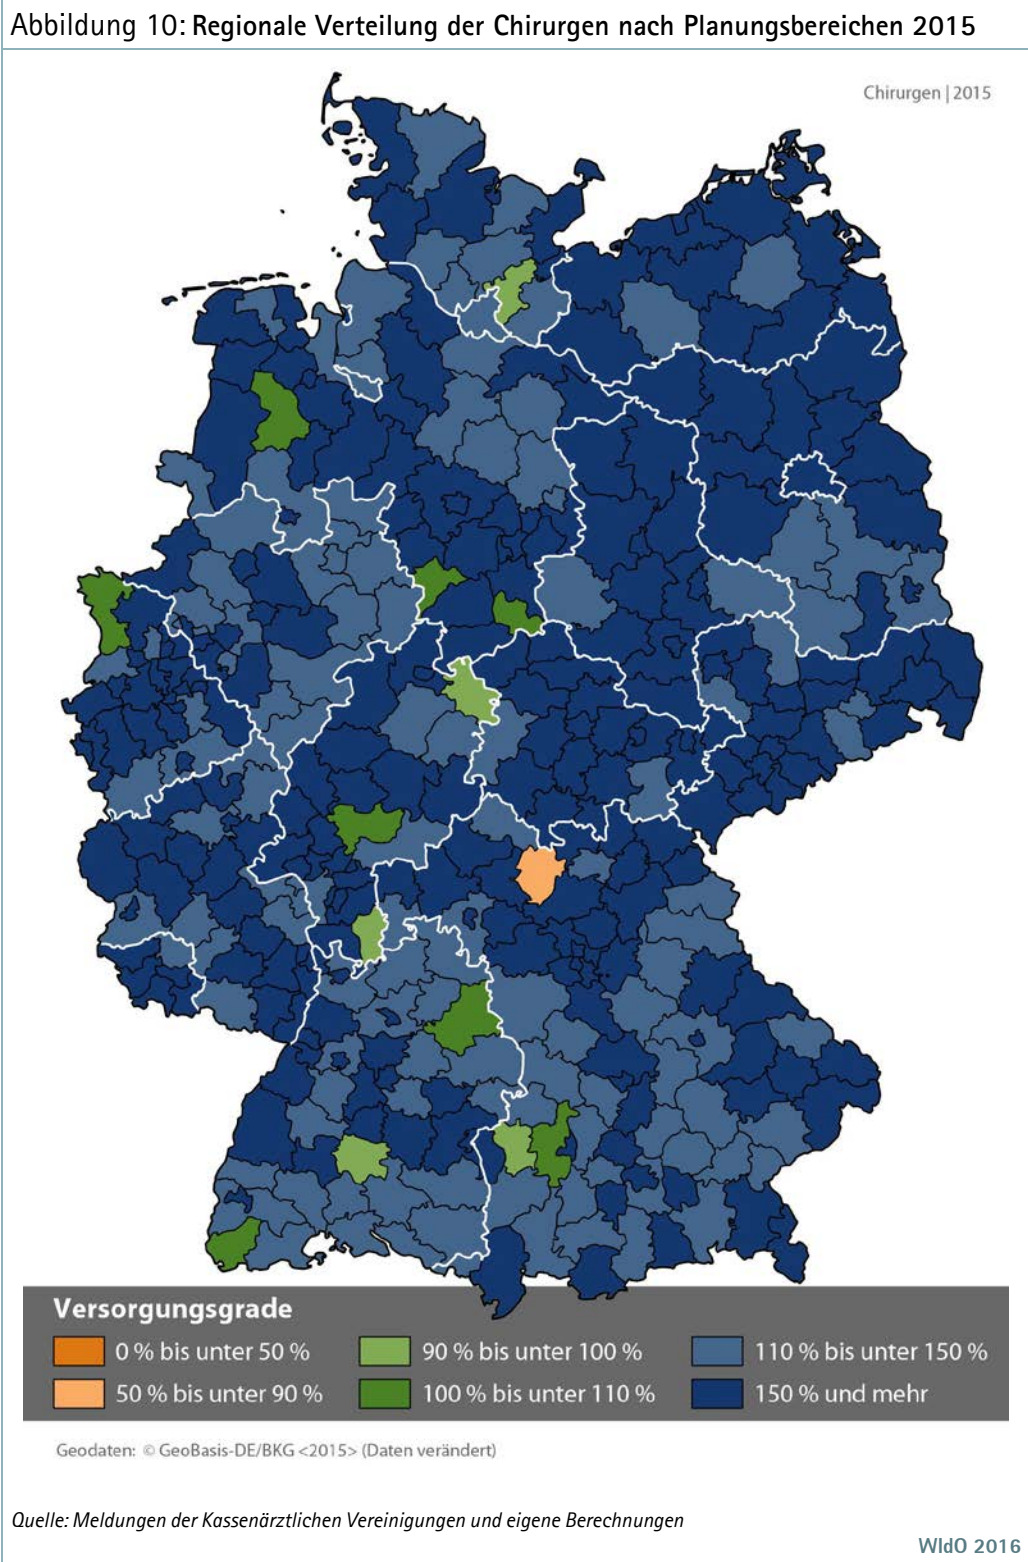 Abbildung 10: Regionale Verteilung der Chirurgen nach Planungsbereichen 2015
Chirurgen | 2015
Versorgungsgrade
0 % bis unter 50 %
90 % bis unter 100 %
110 % bis unter 150 %
50 % bis unter 90 %
100 % bis unter 110 %
150 % und mehr
Geodaten: © GeoBasis-DE/BKG <2015> (Daten verändert)
Quelle: Meldungen der Kassenärztlichen Vereinigungen und eigene Berechnungen
WIdO 2016